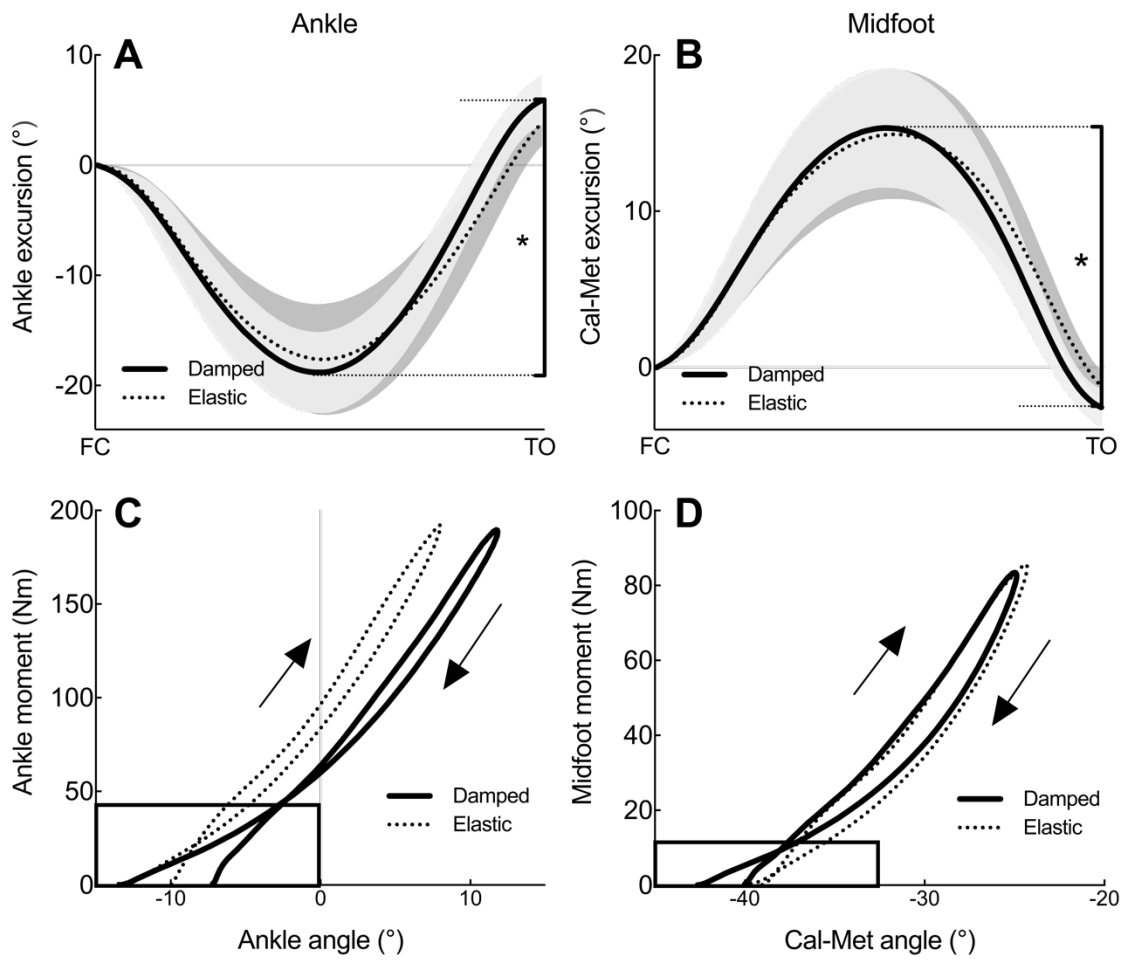 Ankle
A
Ankle excursion (°)
10
0
-10
-20
*
Damped
Elastic
FC
TO
Midfoot
B
Cal-Met excursion (°)
20
10
0
*
Damped
Elastic
FC
TO
C
Ankle moment (Nm)
200
150
100
50
0
Damped
Elastic
-10
0
10
Ankle angle (°)
D
Midfoot moment (Nm)
100
80
60
40
20
0
Damped
Elastic
-40
-30
-20
Cal-Met angle (°)